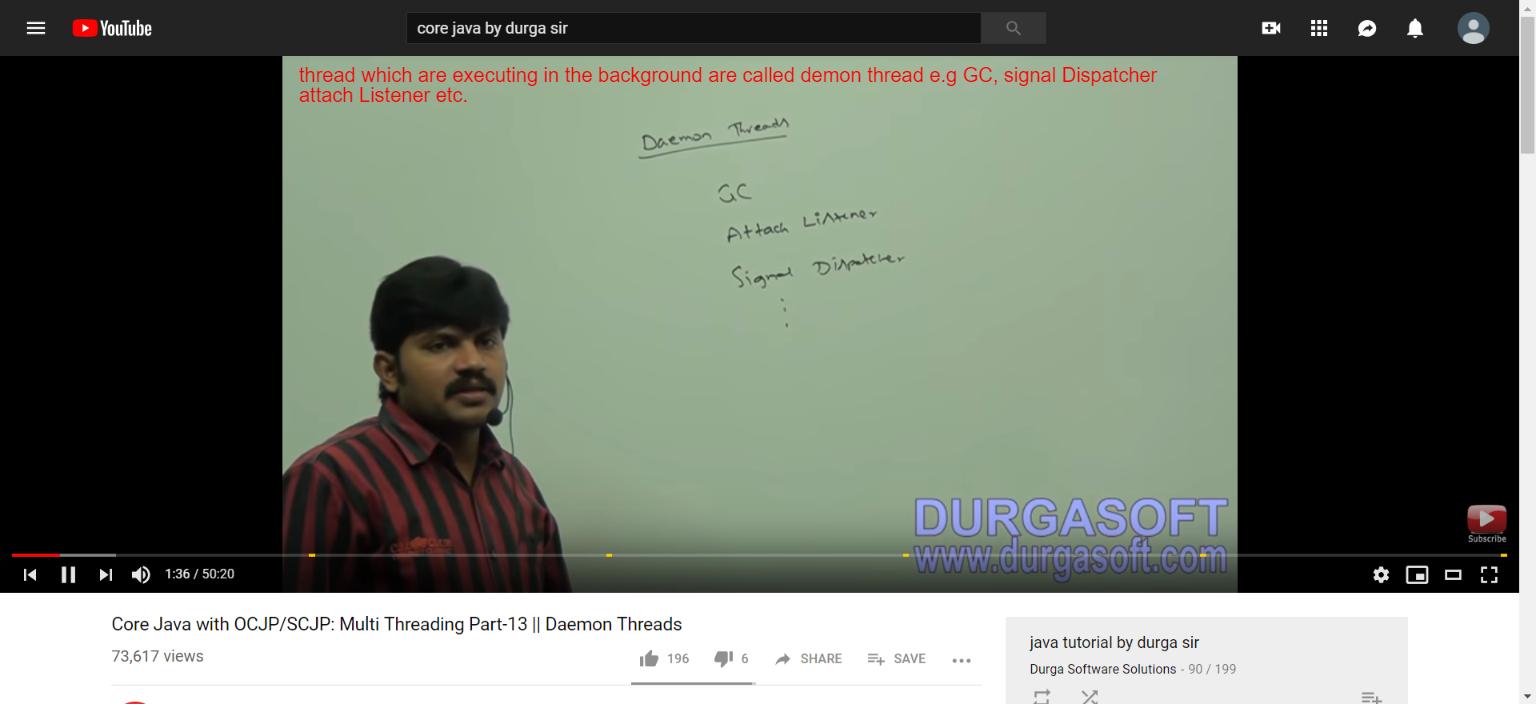 YouTube
core java by durga sir
thread which are executing in the background are called demon thread e.g GC, signal Dispatcher
attach Listener etc.
Daemon Threads
GC
Attach Listener
Signal Dispatcher
DURGASOFT
www.durgasoft.com
Subscribe
1:36 / 50:20
Core Java with OCJP/SCJP: Multi Threading Part-13 || Daemon Threads
73,617 views
196
6
SHARE
SAVE
java tutorial by durga sir
Durga Software Solutions - 90 / 199